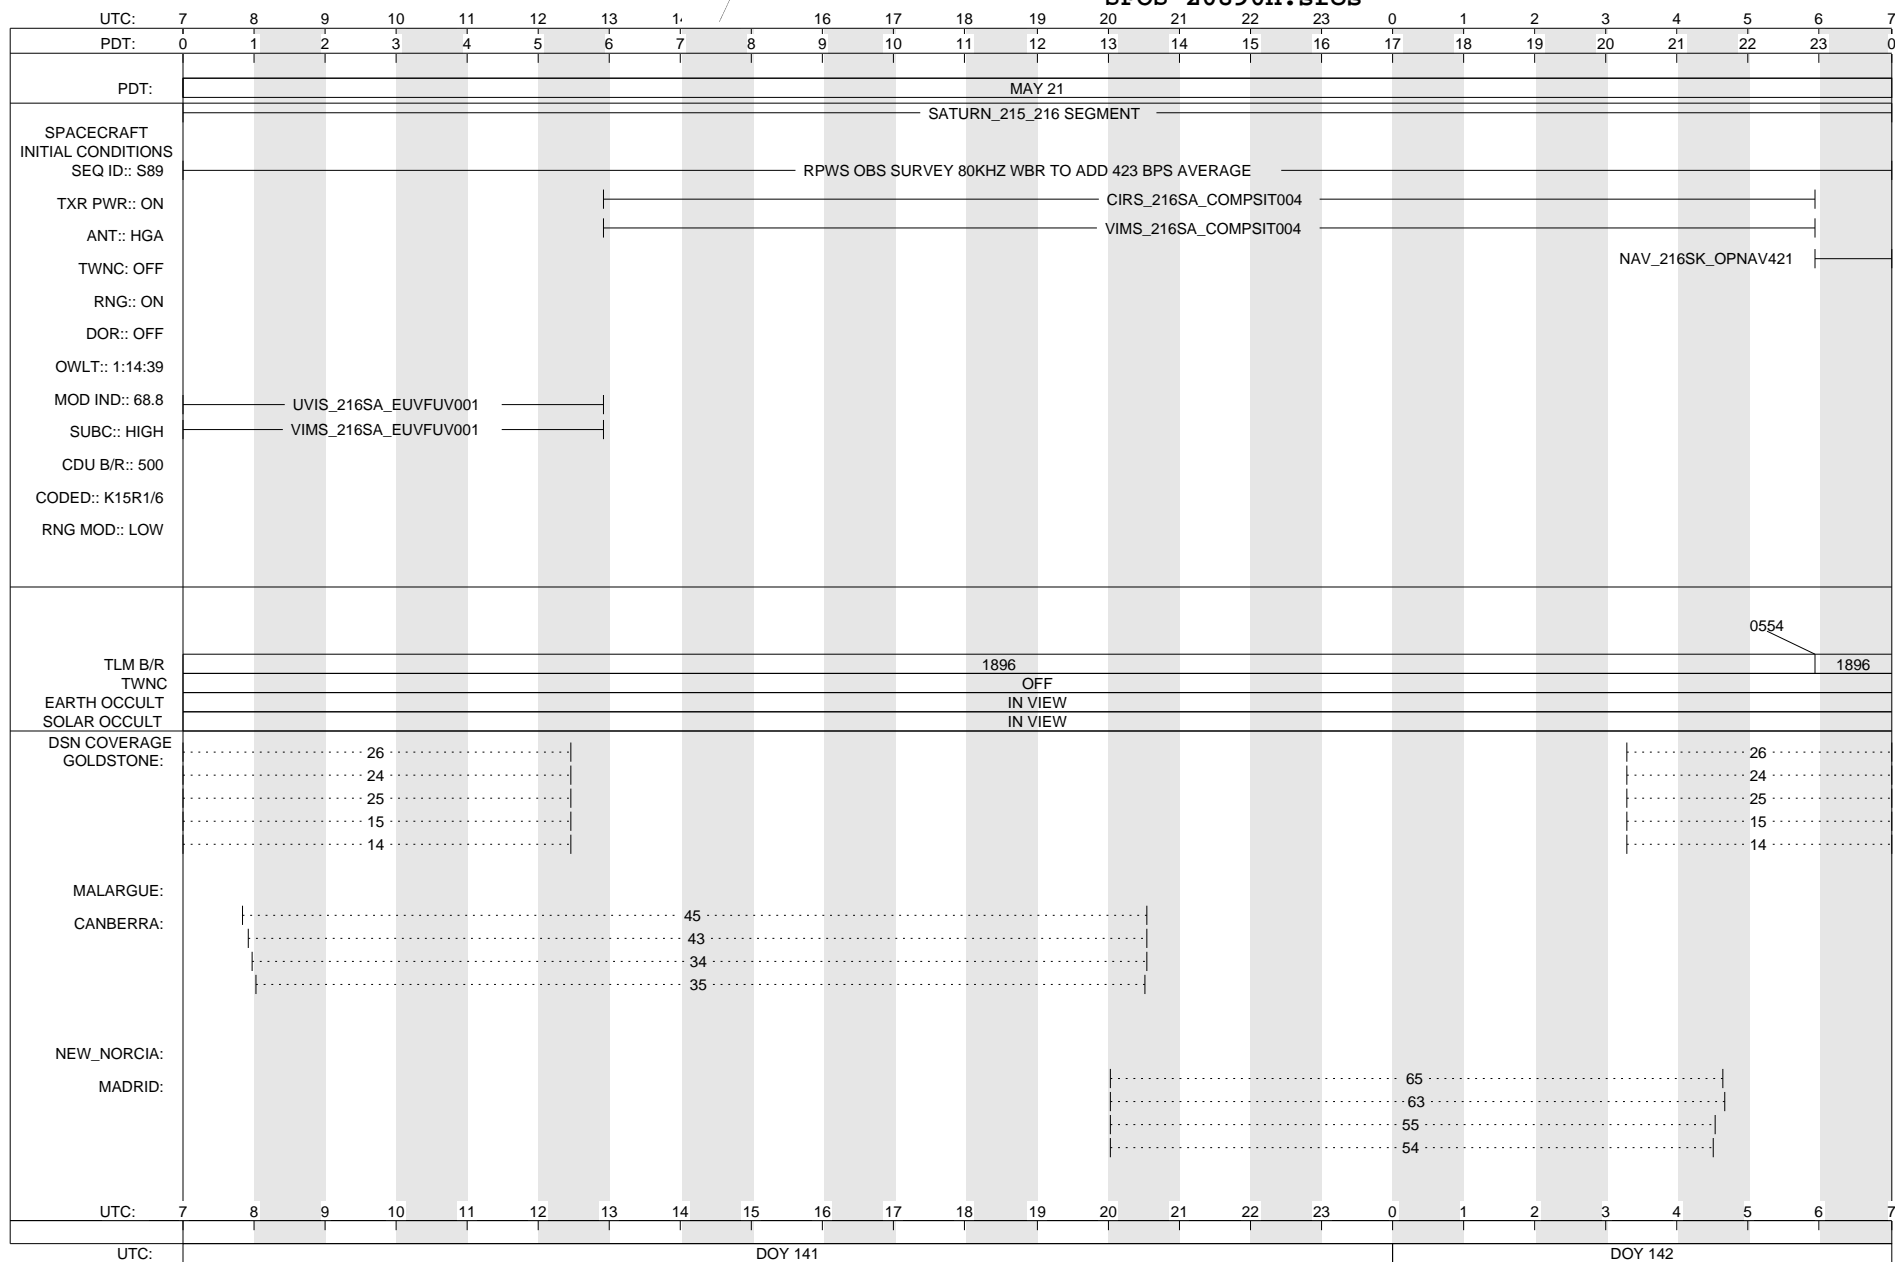 UTC: 7 8 9 10 11 12 13 16 17 18 19 20 21 22 23 0 1 2 3 4 5 6 7
PDT: 0 1 2 3 4 5 6 7 8 9 10 11 12 13 14 15 16 17 18 19 20 21 22 23 0
PDT: MAY 21
SATURN_215_216 SEGMENT
SPACECRAFT
INITIAL CONDITIONS
SEQ ID:: S89 RPWS OBS SURVEY 80KHZ WBR TO ADD 423 BPS AVERAGE
TXR PWR:: ON CIRS_216SA_COMPSIT004
ANT:: HGA VIMS_216SA_COMPSIT004
TWNC: OFF NAV_216SK_OPNAV421
RNG:: ON
DOR:: OFF
OWLT:: 1:14:39
MOD IND:: 68.8 UVIS_216SA_EUVFUV001
SUBC:: HIGH VIMS_216SA_EUVFUV001
CDU B/R:: 500
CODED:: K15R1/6
RNG MOD:: LOW
0554
TLM B/R 1896 1896
TWNC OFF
EARTH OCCULT IN VIEW
SOLAR OCCULT IN VIEW
DSN COVERAGE
GOLDSTONE: 26 26
24 24
25 25
15 15
14 14
MALARGUE:
CANBERRA: 45
43
34
35
NEW_NORCIA:
MADRID: 65
63
55
54
UTC: 7 8 9 10 11 12 13 14 15 16 17 18 19 20 21 22 23 0 1 2 3 4 5 6 7
UTC: DOY 141 DOY 142